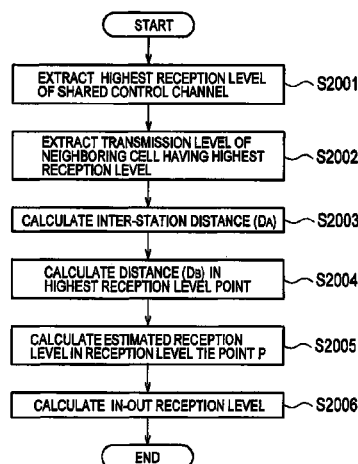 START
EXTRACT HIGHEST RECEPTION LEVEL
OF SHARED CONTROL CHANNEL
S2001
EXTRACT TRANSMISSION LEVEL OF
NEIGHBORING CELL HAVING HIGHEST
RECEPTION LEVEL
S2002
CALCULATE INTER-STATION DISTANCE (DA)
S2003
CALCULATE DISTANCE (DB) IN
HIGHEST RECEPTION LEVEL POINT
S2004
CALCULATE ESTIMATED RECEPTION
LEVEL IN RECEPTION LEVEL TIE POINT P
S2005
CALCULATE IN-OUT RECEPTION LEVEL
S2006
END